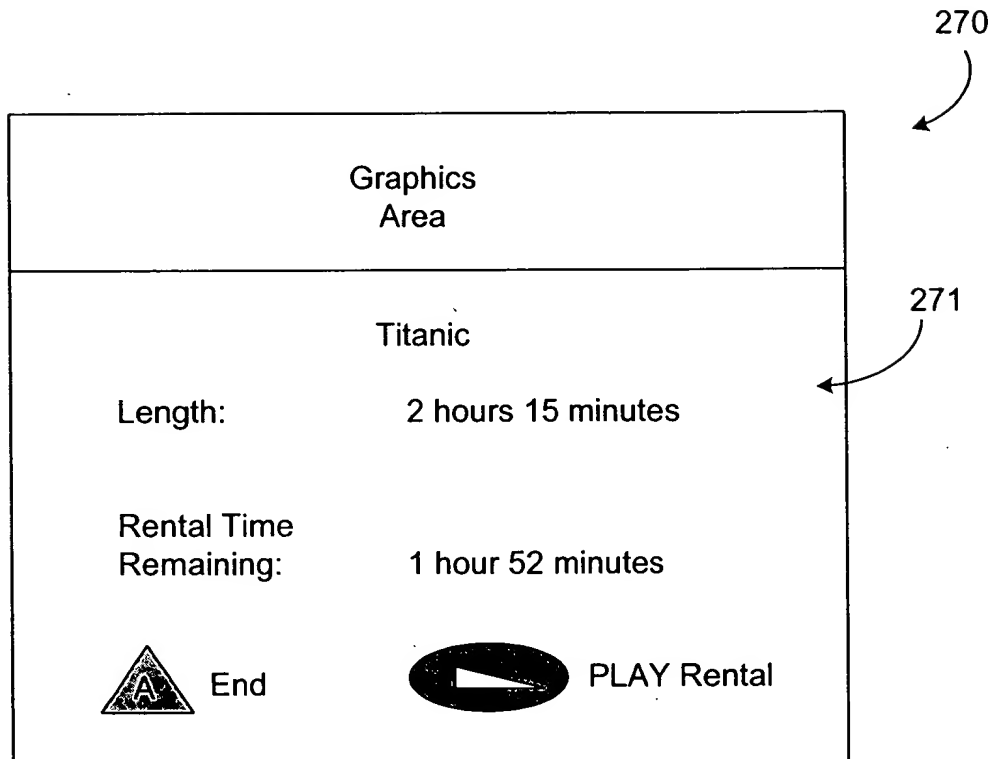 270
Graphics
Area
271
Titanic
Length: 2 hours 15 minutes
Rental Time
Remaining: 1 hour 52 minutes
A End PLAY Rental